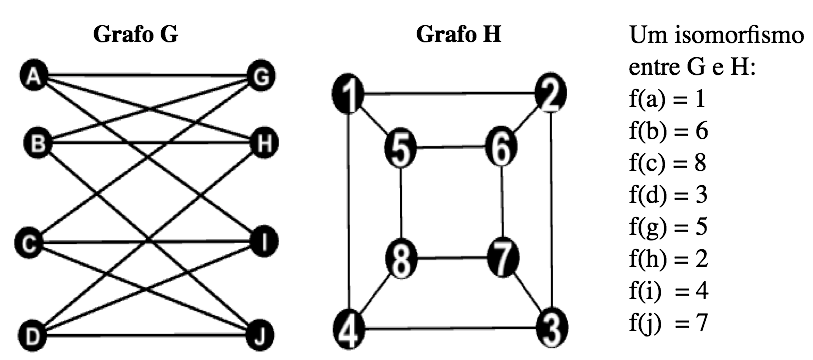 Grafo G
A
B
C
D
G
H
I
J
Grafo H
1
2
5
6
8
7
4
3
Um isomorfismo
entre G e H:
f(a) = 1
f(b) = 6
f(c) = 8
f(d) = 3
f(g) = 5
f(h) = 2
f(i) = 4
f(j) = 7